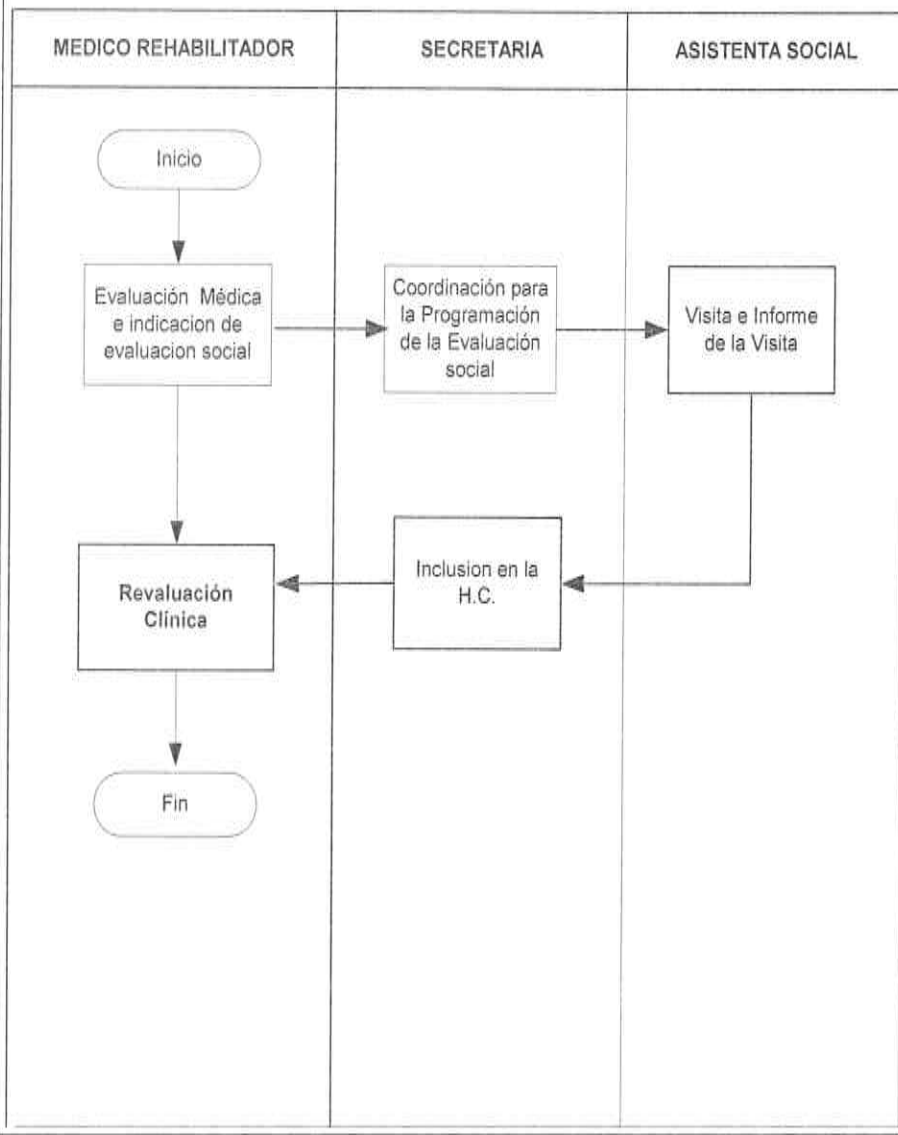 MEDICO REHABILITADOR
SECRETARIA
ASISTENTA SOCIAL
Inicio
Evaluación Médica
e indicacion de
evaluacion social
Coordinación para
la Programación
de la Evaluación
social
Visita e Informe
de la Visita
Inclusion en la
H.C.
Revaluación
Clínica
Fin